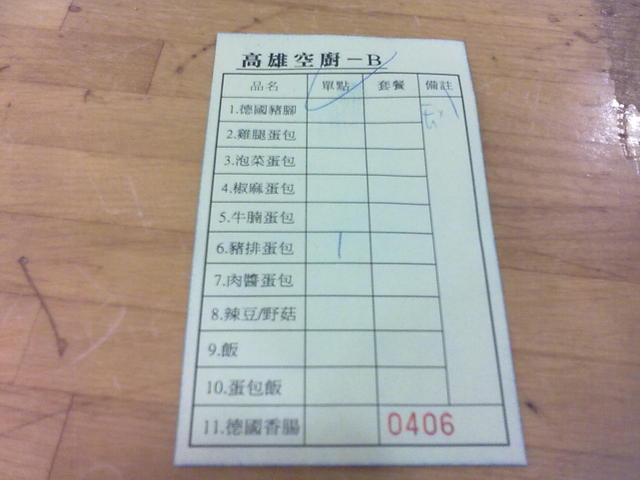 高雄空廚－B
品名 單點 套餐 備註
1.德國豬腳
2.雞腿蛋包
3.泡菜蛋包
4.椒麻蛋包
5.牛腩蛋包
6.豬排蛋包 1
7.肉醬蛋包
8.辣豆/野菇
9.飯
10.蛋包飯
11.德國香腸 0406